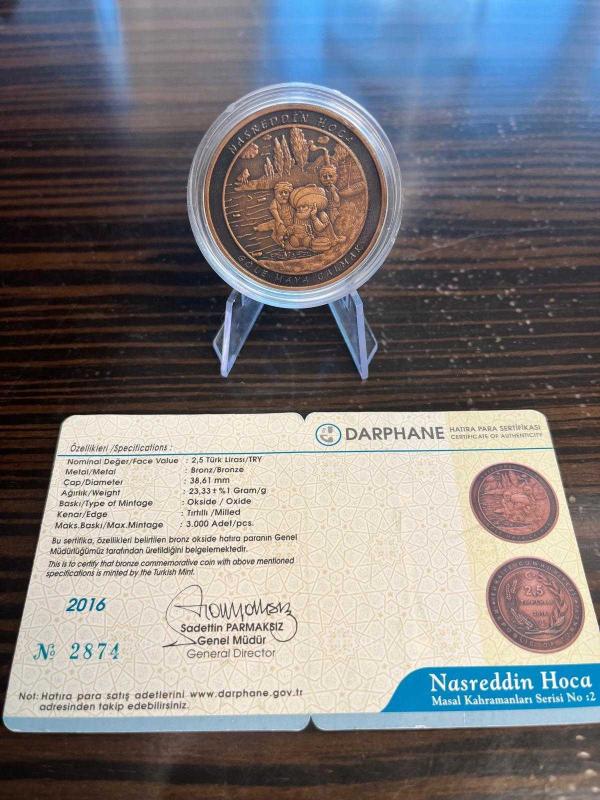 NASREDDİN HOCA
GÖLE MAYA ÇALMAK
Özellikleri /Specifications :
Nominal Değer/Face Value : 2,5 Türk Lirası/TRY
Metal/Metal : Bronz/Bronze
Çap/Diameter : 38,61 mm
Ağırlık/Weight : 23,33 ± %1 Gram/g
Baskı/Type of Mintage : Okside / Oxide
Kenar/Edge : Tırtıllı /Milled
Maks.Baskı/Max.Mintage : 3.000 Adet/pcs.
Bu sertifika, özellikleri belirtilen bronz okside hatıra paranın Genel
Müdürlüğümüz tarafından üretildiğini belgelemektedir.
This is to certify that bronze commemorative coin with above mentioned
specifications is minted by the Turkish Mint.
2016
№ 2874
Sadettin PARMAKSIZ
Genel Müdür
General Director
Not: Hatıra para satış adetlerini www.darphane.gov.tr
adresinden takip edebilirsiniz.
DARPHANE
HATIRA PARA SERTİFİKASI
CERTIFICATE OF AUTHENTICITY
2,5
TÜRK LİRASI
2016
Nasreddin Hoca
Masal Kahramanları Serisi No :2